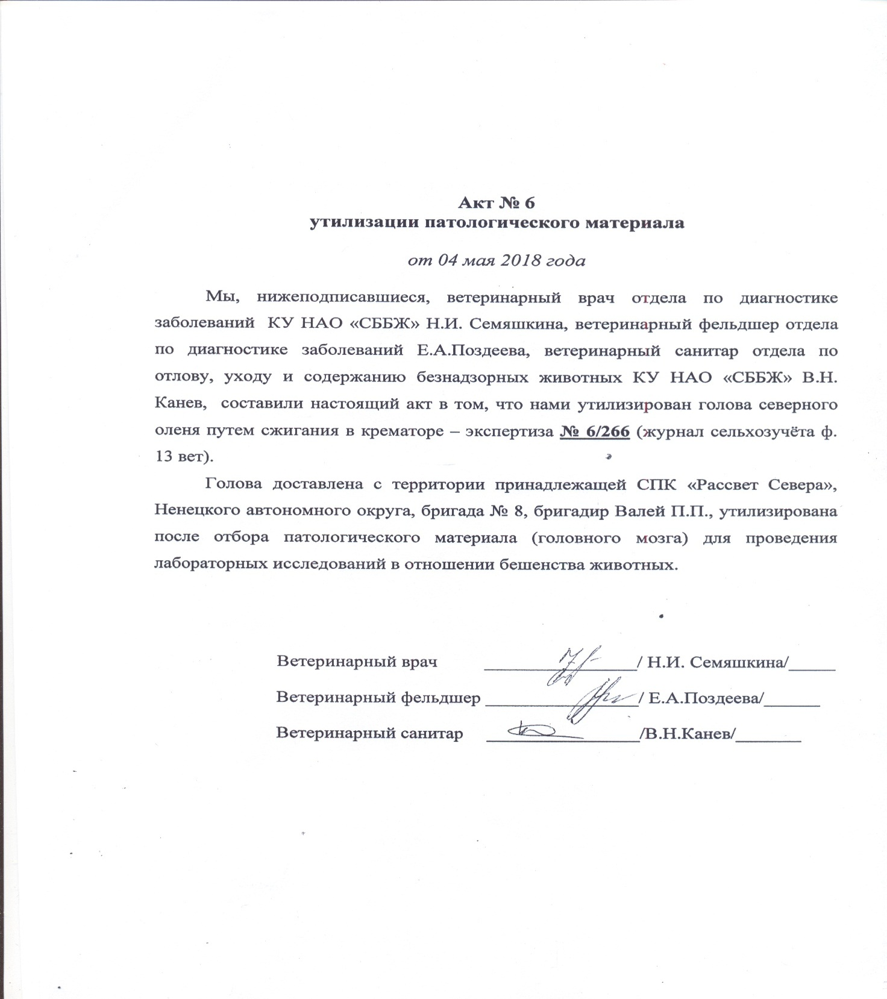 Акт № 6
утилизации патологического материала
от 04 мая 2018 года
Мы, нижеподписавшиеся, ветеринарный врач отдела по диагностике
заболеваний КУ НАО «СББЖ» Н.И. Семяшкина, ветеринарный фельдшер отдела
по диагностике заболеваний Е.А.Поздеева, ветеринарный санитар отдела по
отлову, уходу и содержанию безнадзорных животных КУ НАО «СББЖ» В.Н.
Канев, составили настоящий акт в том, что нами утилизирован голова северного
оленя путем сжигания в крематоре – экспертиза № 6/266 (журнал сельхозучёта ф.
13 вет).
Голова доставлена с территории принадлежащей СПК «Рассвет Севера»,
Ненецкого автономного округа, бригада № 8, бригадир Валей П.П., утилизирована
после отбора патологического материала (головного мозга) для проведения
лабораторных исследований в отношении бешенства животных.
Ветеринарный врач __________________/ Н.И. Семяшкина/_____
Ветеринарный фельдшер __________________/ Е.А.Поздеева/______
Ветеринарный санитар __________________/В.Н.Канев/_______